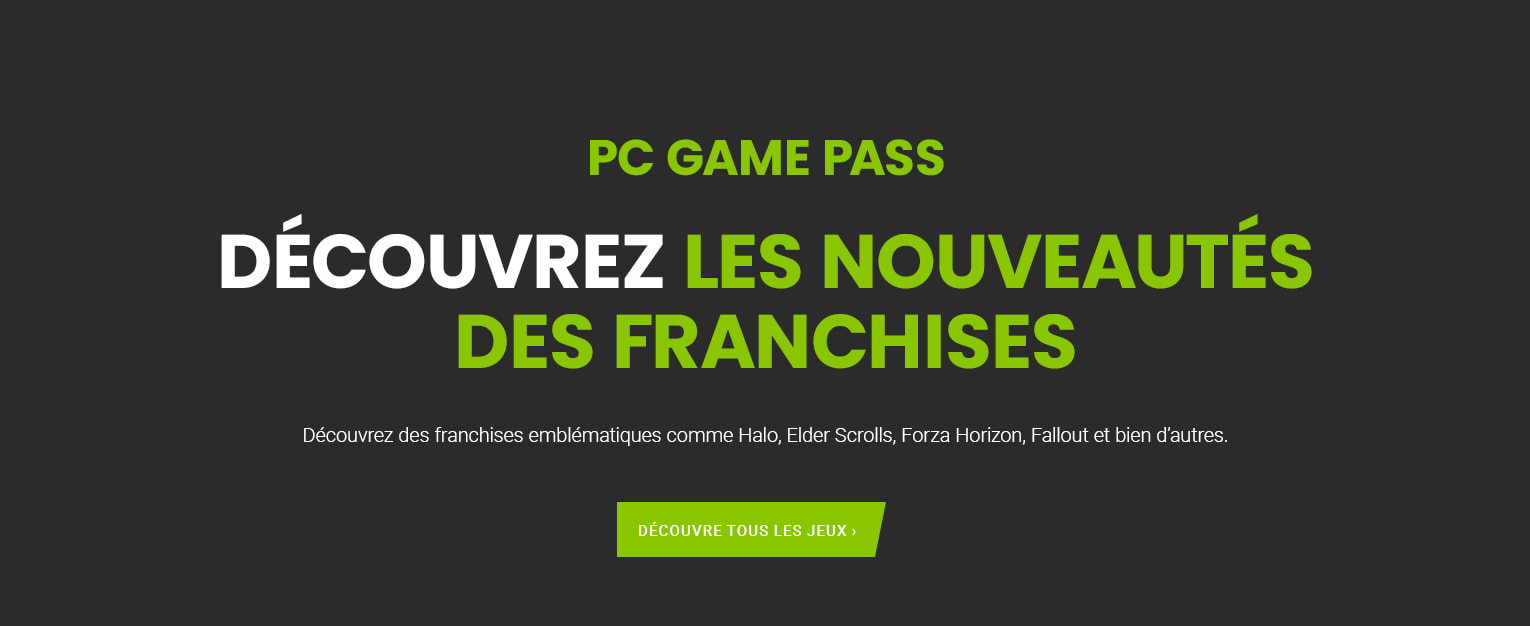 PC GAME PASS
DÉCOUVREZ LES NOUVEAUTÉS
DES FRANCHISES
Découvrez des franchises emblématiques comme Halo, Elder Scrolls, Forza Horizon, Fallout et bien d’autres.
DÉCOUVRE TOUS LES JEUX ›